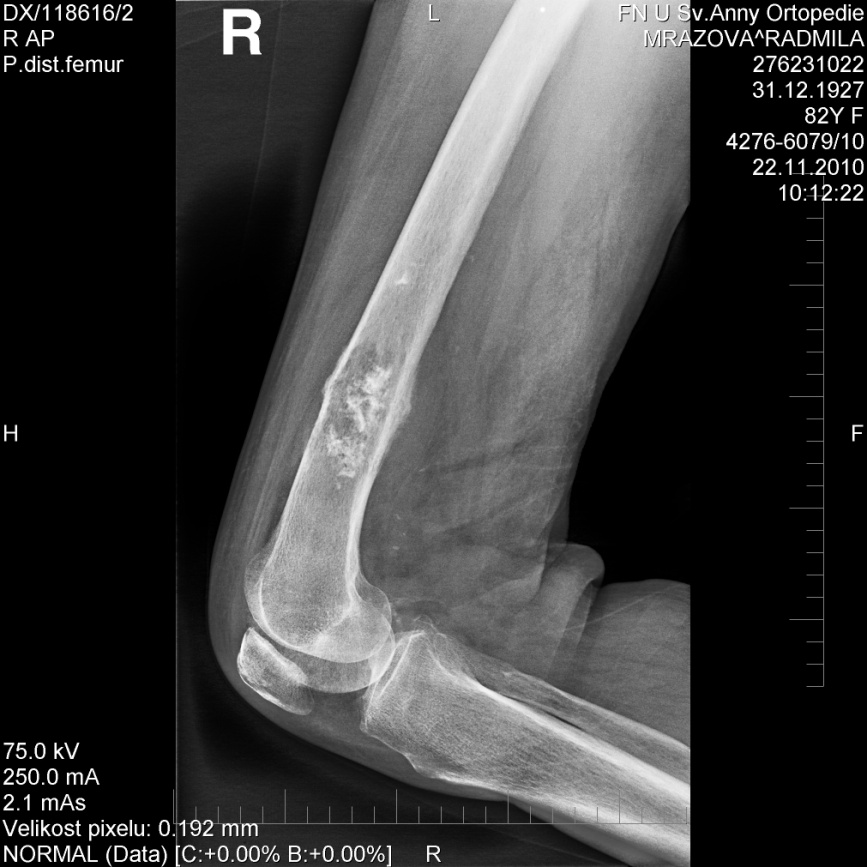 DX/118616/2
R AP
P.dist.femur
R
L
FN U Sv.Anny Ortopedie
MRAZOVA^RADMILA
276231022
31.12.1927
82Y F
4276-6079/10
22.11.2010
10:12:22
H
F
75.0 kV
250.0 mA
2.1 mAs
Velikost pixelu: 0.192 mm
NORMAL (Data) [C:+0.00% B:+0.00%]
R